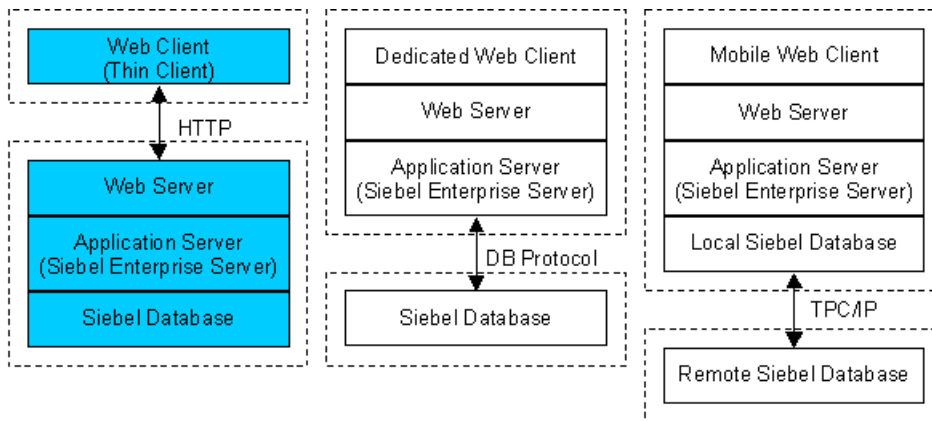 Web Client
(Thin Client)
HTTP
Web Server
Application Server
(Siebel Enterprise Server)
Siebel Database
Dedicated Web Client
Web Server
Application Server
(Siebel Enterprise Server)
DB Protocol
Siebel Database
Mobile Web Client
Web Server
Application Server
(Siebel Enterprise Server)
Local Siebel Database
TPC/IP
Remote Siebel Database